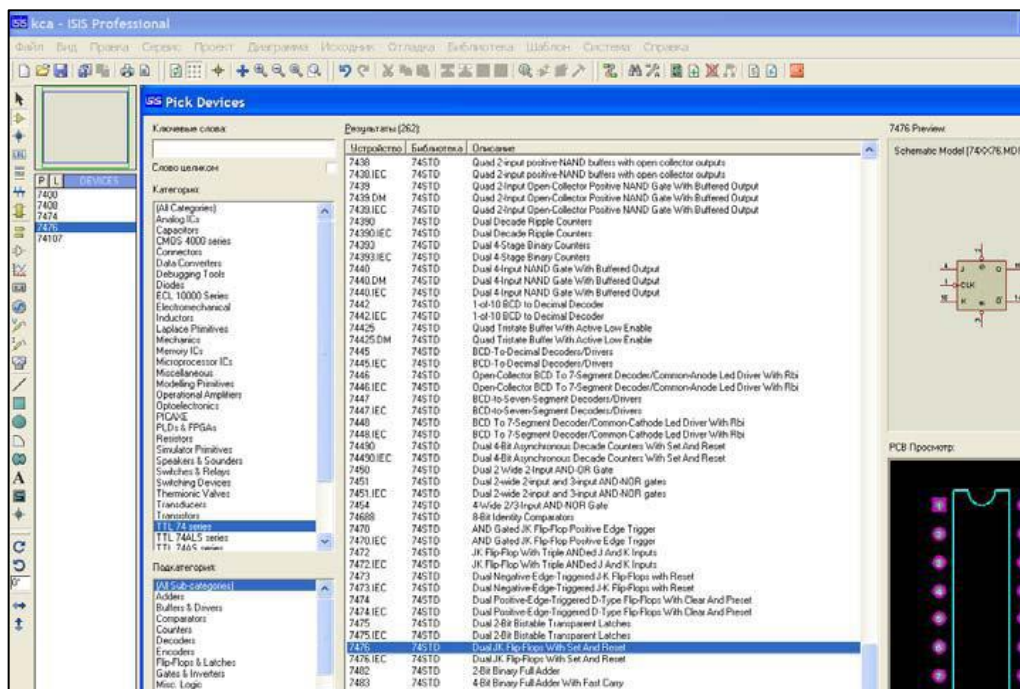 kca - ISIS Professional
Файл Вид Правка Сервис Проект Диаграмма Исходник Отладка Библиотека Шаблон Система Справка
Pick Devices
P L DEVICES
7400
7408
7474
7476
74107
Ключевые слова:
Слово целиком
Категория:
(All Categories)
Analog ICs
Capacitors
CMOS 4000 series
Connectors
Data Converters
Debugging Tools
Diodes
ECL 10000 Series
Electromechanical
Inductors
Laplace Primitives
Mechanics
Memory ICs
Microprocessor ICs
Miscellaneous
Modelling Primitives
Operational Amplifiers
Optoelectronics
PICAXE
PLDs & FPGAs
Resistors
Simulator Primitives
Speakers & Sounders
Switches & Relays
Switching Devices
Thermionic Valves
Transducers
Transistors
TTL 74 series
TTL 74ALS series
TTL 74AS series
Подкатегория:
(All Sub-categories)
Adders
Buffers & Drivers
Comparators
Counters
Decoders
Encoders
Flip-Flops & Latches
Gates & Inverters
Misc. Logic
Результаты (262):
Устройство Библиотека Описание
7438 74STD Quad 2-input positive-NAND buffers with open collector outputs
7438.IEC 74STD Quad 2-input positive-NAND buffers with open collector outputs
7439 74STD Quad 2-Input Open-Collector Positive NAND Gate With Buffered Output
7439.DM 74STD Quad 2-Input Open-Collector Positive NAND Gate With Buffered Output
7439.IEC 74STD Quad 2-Input Open-Collector Positive NAND Gate With Buffered Output
74390 74STD Dual Decade Ripple Counters
74390.IEC 74STD Dual Decade Ripple Counters
74393 74STD Dual 4-Stage Binary Counters
74393.IEC 74STD Dual 4-Stage Binary Counters
7440 74STD Dual 4-Input NAND Gate With Buffered Output
7440.DM 74STD Dual 4-Input NAND Gate With Buffered Output
7440.IEC 74STD Dual 4-Input NAND Gate With Buffered Output
7442 74STD 1-of-10 BCD to Decimal Decoder
7442.IEC 74STD 1-of-10 BCD to Decimal Decoder
74425 74STD Quad Tristate Buffer With Active Low Enable
74425.DM 74STD Quad Tristate Buffer With Active Low Enable
7445 74STD BCD-To-Decimal Decoders/Drivers
7445.IEC 74STD BCD-To-Decimal Decoders/Drivers
7446 74STD Open-Collector BCD To 7-Segment Decoder/Common-Anode Led Driver With Rbi
7446.IEC 74STD Open-Collector BCD To 7-Segment Decoder/Common-Anode Led Driver With Rbi
7447 74STD BCD-to-Seven-Segment Decoders/Drivers
7447.IEC 74STD BCD-to-Seven-Segment Decoders/Drivers
7448 74STD BCD To 7-Segment Decoder/Common-Cathode Led Driver With Rbi
7448.IEC 74STD BCD To 7-Segment Decoder/Common-Cathode Led Driver With Rbi
74490 74STD Dual 4-Bit Asynchronous Decade Counters With Set And Reset
74490.IEC 74STD Dual 4-Bit Asynchronous Decade Counters With Set And Reset
7450 74STD Dual 2 Wide 2-Input AND-OR Gate
7451 74STD Dual 2-wide 2-input and 3-input AND-NOR gates
7451.IEC 74STD Dual 2-wide 2-input and 3-input AND-NOR gates
7454 74STD 4-Wide 2/3-Input AND-NOR Gate
74688 74STD 8-Bit Identity Comparators
7470 74STD AND Gated JK Flip-Flop Positive Edge Trigger
7470.IEC 74STD AND Gated JK Flip-Flop Positive Edge Trigger
7472 74STD JK Flip-Flop With Triple ANDed J And K Inputs
7472.IEC 74STD JK Flip-Flop With Triple ANDed J And K Inputs
7473 74STD Dual Negative-Edge-Triggered J-K Flip-Flops with Reset
7473.IEC 74STD Dual Negative-Edge-Triggered J-K Flip-Flops with Reset
7474 74STD Dual Positive-Edge-Triggered D-Type Flip-Flops With Clear And Preset
7474.IEC 74STD Dual Positive-Edge-Triggered D-Type Flip-Flops With Clear And Preset
7475 74STD Dual 2-Bit Bistable Transparent Latches
7475.IEC 74STD Dual 2-Bit Bistable Transparent Latches
7476 74STD Dual JK Flip-Flops With Set And Reset
7476.IEC 74STD Dual JK Flip-Flops With Set And Reset
7482 74STD 2-Bit Binary Full Adder
7483 74STD 4-Bit Binary Full Adder With Fast Carry
7476 Preview:
Schematic Model [74XX76.MD
J Q
CLK
K Q
PCB Просмотр: